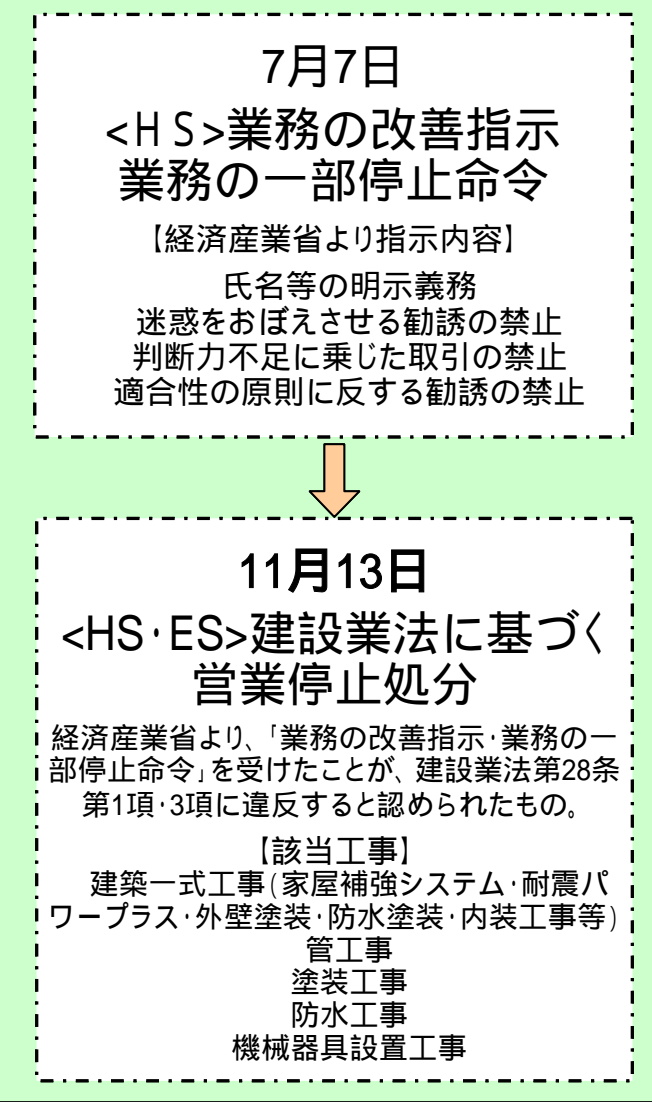 7月7日
<HS>業務の改善指示
業務の一部停止命令
【経済産業省より指示内容】
氏名等の明示義務
迷惑をおぼえさせる勧誘の禁止
判断力不足に乗じた取引の禁止
適合性の原則に反する勧誘の禁止
11月13日
<HS・ES>建設業法に基づく
営業停止処分
経済産業省より、「業務の改善指示・業務の一
部停止命令」を受けたことが、建設業法第28条
第1項・3項に違反すると認められたもの。
【該当工事】
建築一式工事(家屋補強システム・耐震パ
ワープラス・外壁塗装・防水塗装・内装工事等)
管工事
塗装工事
防水工事
機械器具設置工事